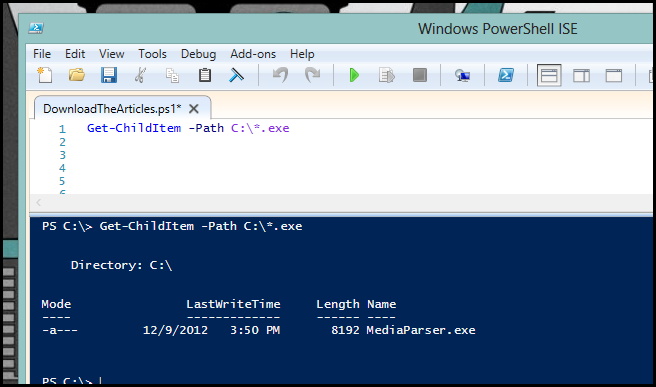 Windows PowerShell ISE
File Edit View Tools Debug Add-ons Help
DownloadTheArticles.ps1* X
1 Get-ChildItem -Path C:\*.exe
2
3
4
5
6
PS C:\> Get-ChildItem -Path C:\*.exe
Directory: C:\
Mode LastWriteTime Length Name
---- ------------- ------ ----
-a--- 12/9/2012 3:50 PM 8192 MediaParser.exe
PS C:\>